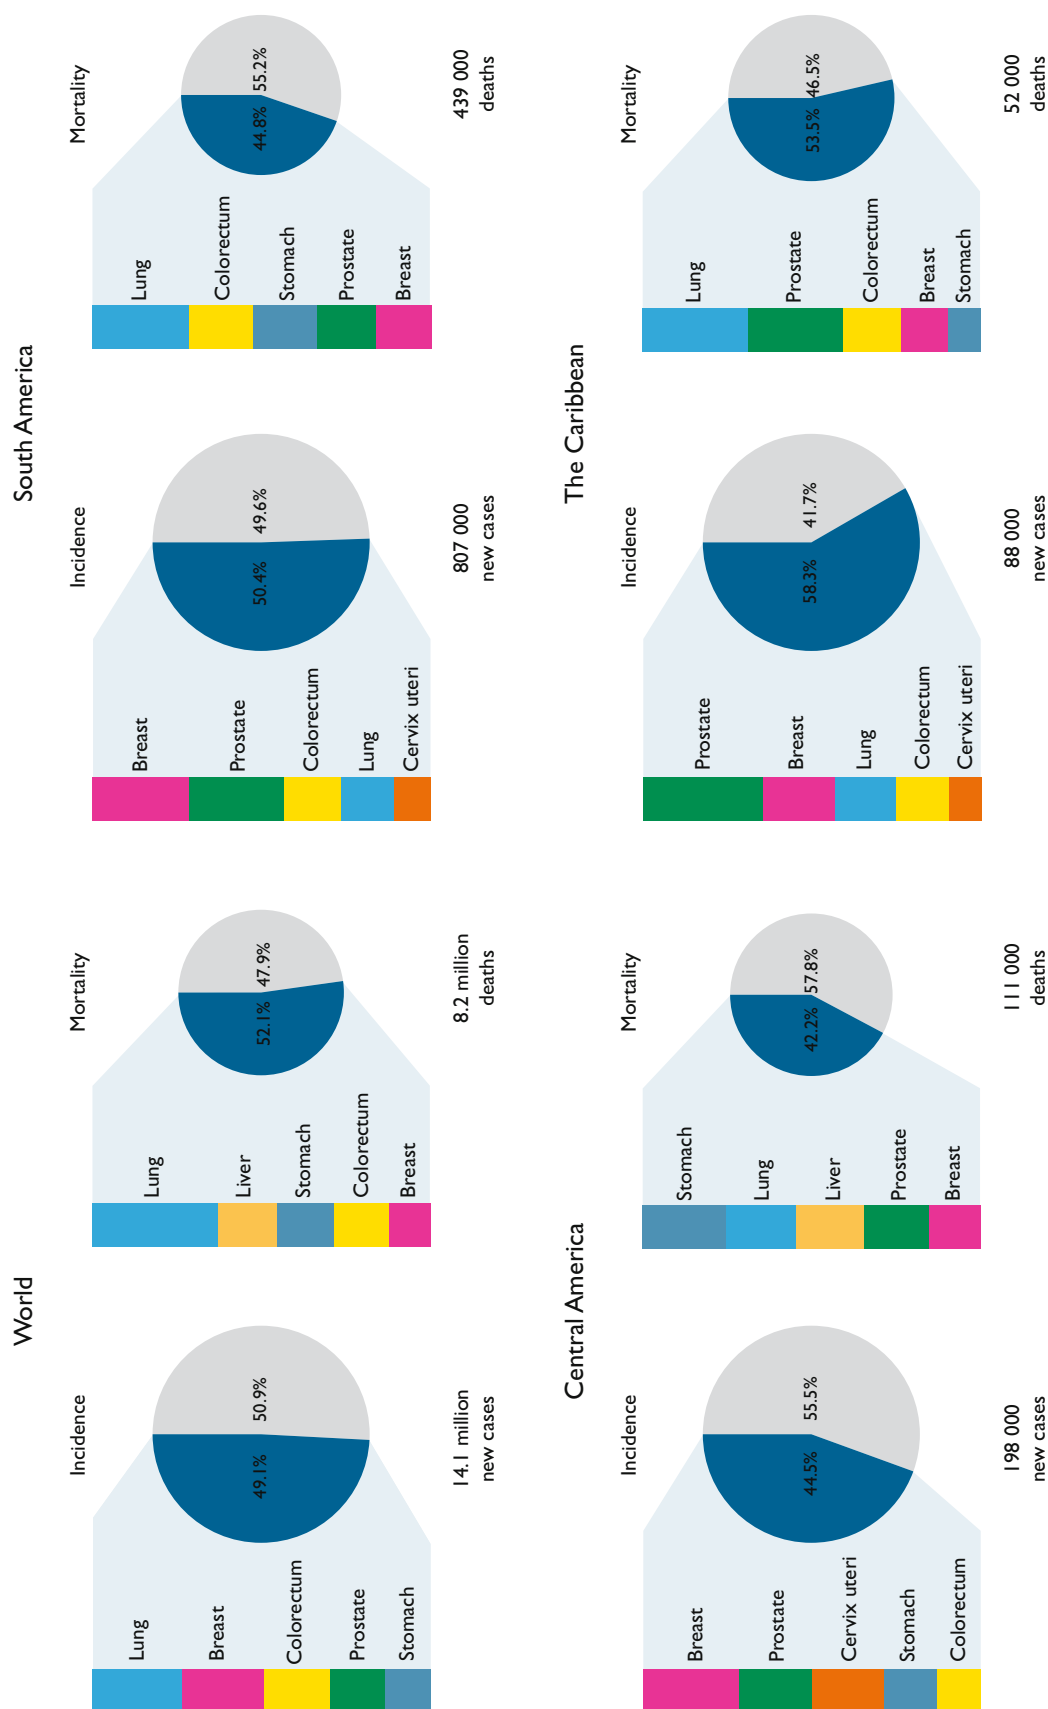 World
Incidence
Lung
Breast
Colorectum
Prostate
Stomach
49.1%
50.9%
14.1 million
new cases
Mortality
Lung
Liver
Stomach
Colorectum
Breast
52.1%
47.9%
8.2 million
deaths
South America
Incidence
Breast
Prostate
Colorectum
Lung
Cervix uteri
50.4%
49.6%
807 000
new cases
Mortality
Lung
Colorectum
Stomach
Prostate
Breast
44.8%
55.2%
439 000
deaths
Central America
Incidence
Breast
Prostate
Cervix uteri
Stomach
Colorectum
44.5%
55.5%
198 000
new cases
Mortality
Stomach
Lung
Liver
Prostate
Breast
42.2%
57.8%
111 000
deaths
The Caribbean
Incidence
Prostate
Breast
Lung
Colorectum
Cervix uteri
58.3%
41.7%
88 000
new cases
Mortality
Lung
Prostate
Colorectum
Breast
Stomach
53.5%
46.5%
52 000
deaths